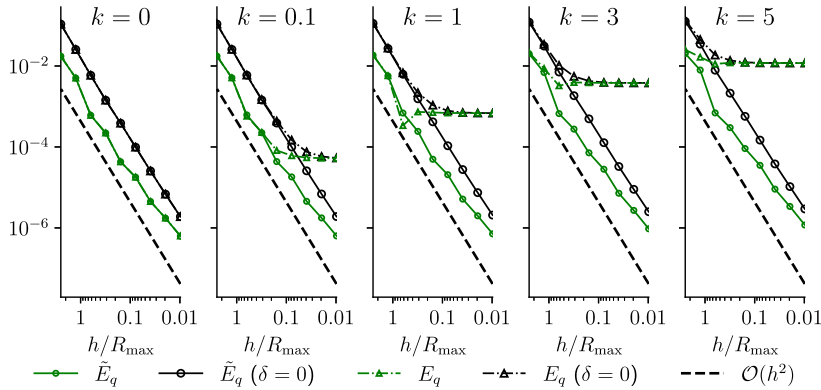 k = 0 k = 0.1 k = 1 k = 3 k = 5
10⁻²
10⁻⁴
10⁻⁶
1 0.1 0.01 1 0.1 0.01 1 0.1 0.01 1 0.1 0.01 1 0.1 0.01
h/R_max h/R_max h/R_max h/R_max h/R_max
Ẽ_q Ẽ_q (δ = 0) E_q E_q (δ = 0) 𝒪(h²)